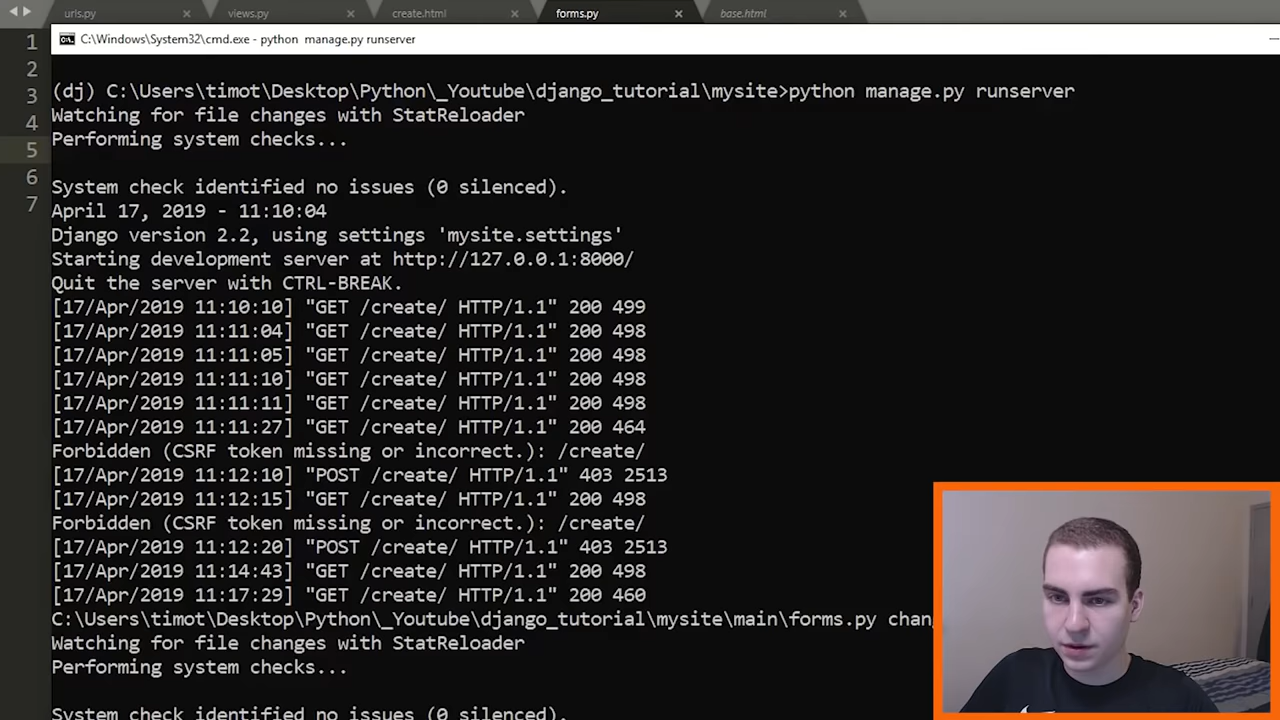 urls.py
views.py
create.html
forms.py
base.html
C:\Windows\System32\cmd.exe - python  manage.py runserver
1
2
3
4
5
6
7
(dj) C:\Users\timot\Desktop\Python\_Youtube\django_tutorial\mysite>python manage.py runserver
Watching for file changes with StatReloader
Performing system checks...
System check identified no issues (0 silenced).
April 17, 2019 - 11:10:04
Django version 2.2, using settings 'mysite.settings'
Starting development server at http://127.0.0.1:8000/
Quit the server with CTRL-BREAK.
[17/Apr/2019 11:10:10] "GET /create/ HTTP/1.1" 200 499
[17/Apr/2019 11:11:04] "GET /create/ HTTP/1.1" 200 498
[17/Apr/2019 11:11:05] "GET /create/ HTTP/1.1" 200 498
[17/Apr/2019 11:11:10] "GET /create/ HTTP/1.1" 200 498
[17/Apr/2019 11:11:11] "GET /create/ HTTP/1.1" 200 498
[17/Apr/2019 11:11:27] "GET /create/ HTTP/1.1" 200 464
Forbidden (CSRF token missing or incorrect.): /create/
[17/Apr/2019 11:12:10] "POST /create/ HTTP/1.1" 403 2513
[17/Apr/2019 11:12:15] "GET /create/ HTTP/1.1" 200 498
Forbidden (CSRF token missing or incorrect.): /create/
[17/Apr/2019 11:12:20] "POST /create/ HTTP/1.1" 403 2513
[17/Apr/2019 11:14:43] "GET /create/ HTTP/1.1" 200 498
[17/Apr/2019 11:17:29] "GET /create/ HTTP/1.1" 200 460
C:\Users\timot\Desktop\Python\_Youtube\django_tutorial\mysite\main\forms.py
Watching for file changes with StatReloader
Performing system checks...
System check identified no issues (0 silenced).